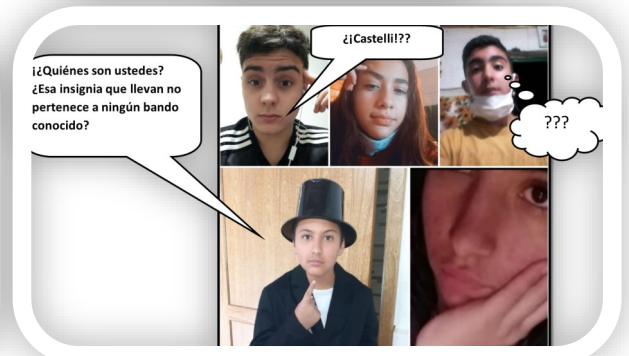 ¡¿Quiénes son ustedes?
¿Esa insignia que llevan no
pertenece a ningún bando
conocido?
¿¡Castelli!??
???